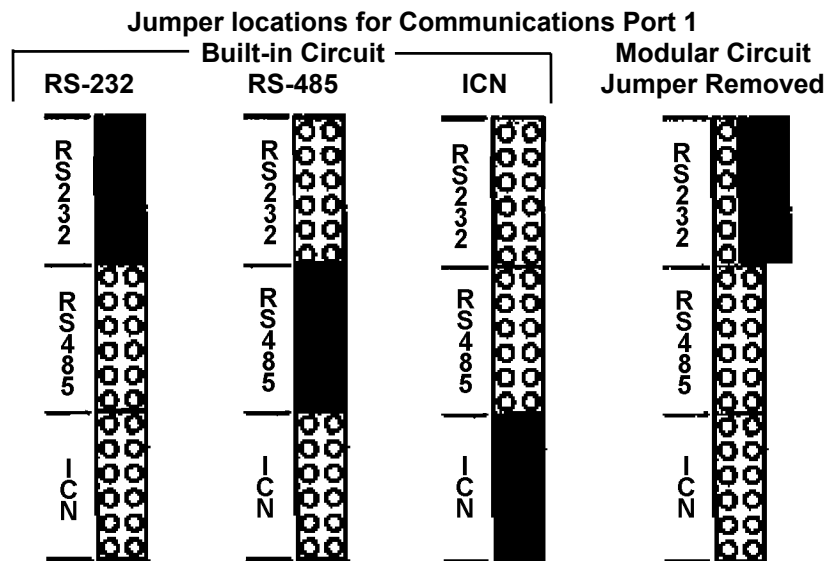 Jumper locations for Communications Port 1
Built-in Circuit
Modular Circuit
RS-232
RS-485
ICN
Jumper Removed
RS232
RS485
ICN
RS232
RS485
ICN
RS232
RS485
ICN
RS232
RS485
ICN